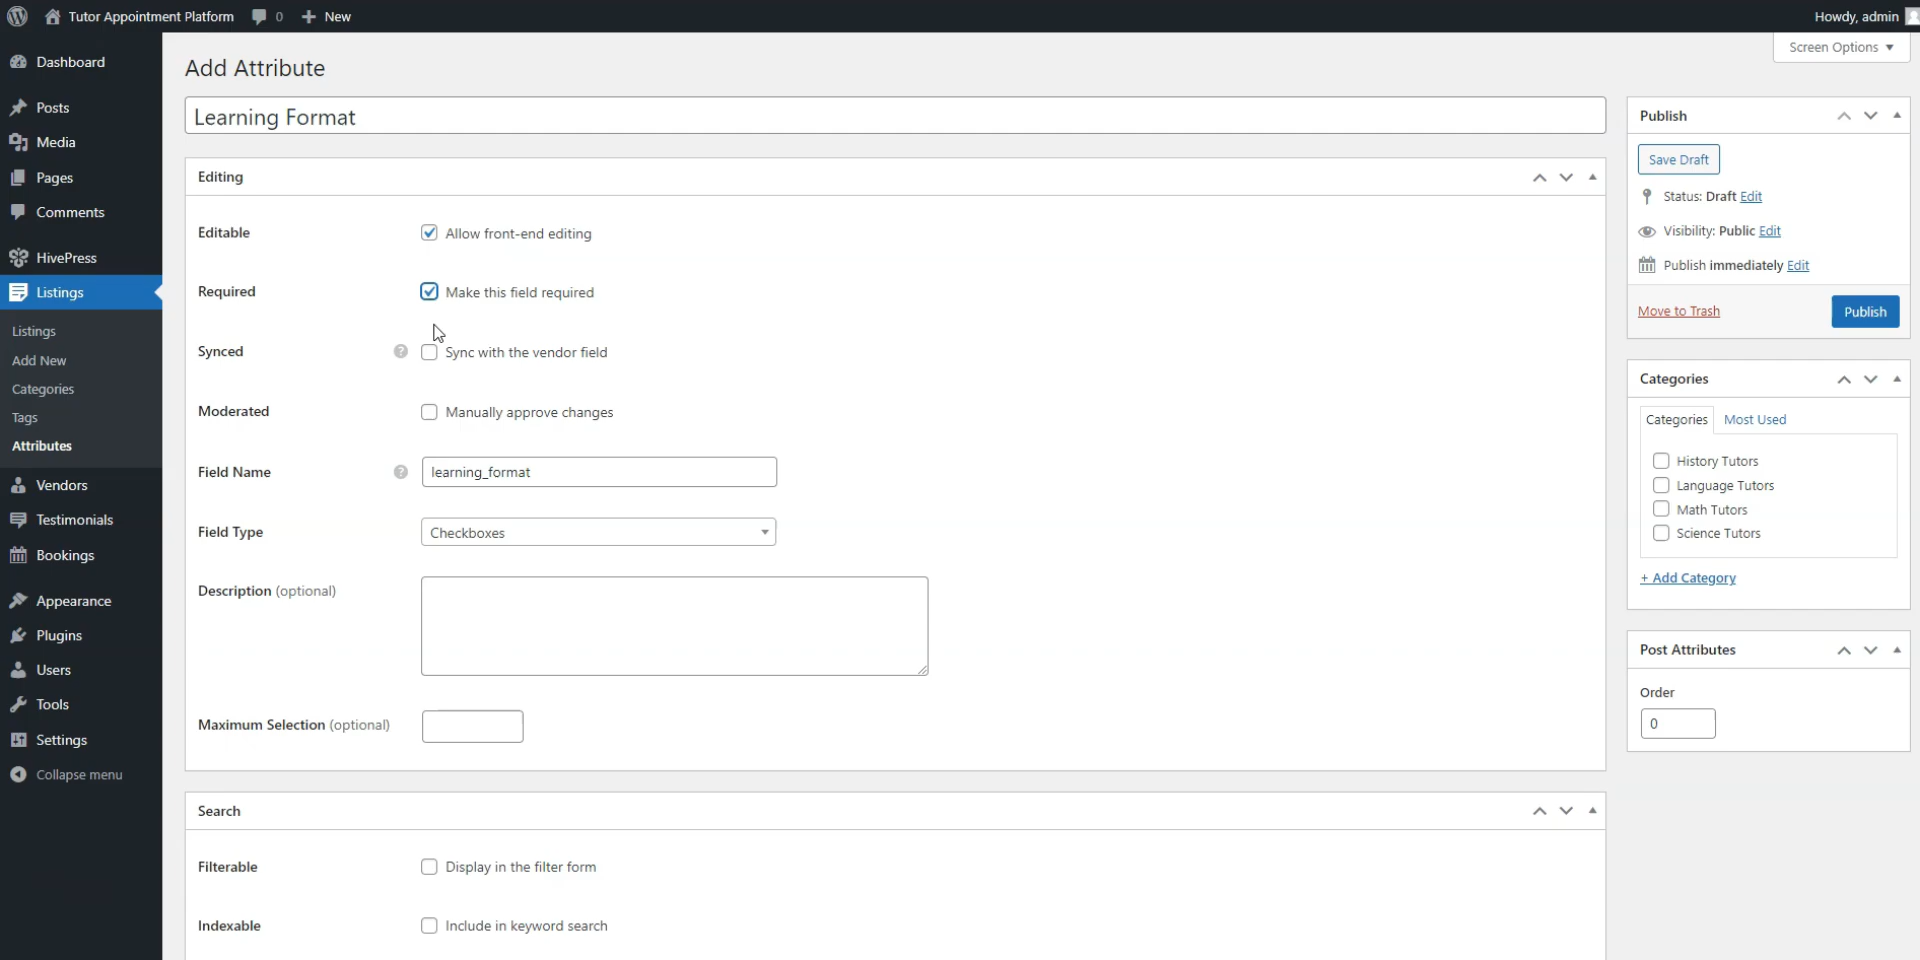 Tutor Appointment Platform 0 New Howdy, admin
Screen Options
Dashboard
Posts
Media
Pages
Comments
HivePress
Listings
Listings
Add New
Categories
Tags
Attributes
Vendors
Testimonials
Bookings
Appearance
Plugins
Users
Tools
Settings
Collapse menu
Add Attribute
Learning Format
Editing
Editable Allow front-end editing
Required Make this field required
Synced ? Sync with the vendor field
Moderated Manually approve changes
Field Name ? learning_format
Field Type Checkboxes
Description (optional)
Maximum Selection (optional)
Search
Filterable Display in the filter form
Indexable Include in keyword search
Publish
Save Draft
Status: Draft Edit
Visibility: Public Edit
Publish immediately Edit
Move to Trash Publish
Categories
Categories Most Used
History Tutors
Language Tutors
Math Tutors
Science Tutors
+ Add Category
Post Attributes
Order
0